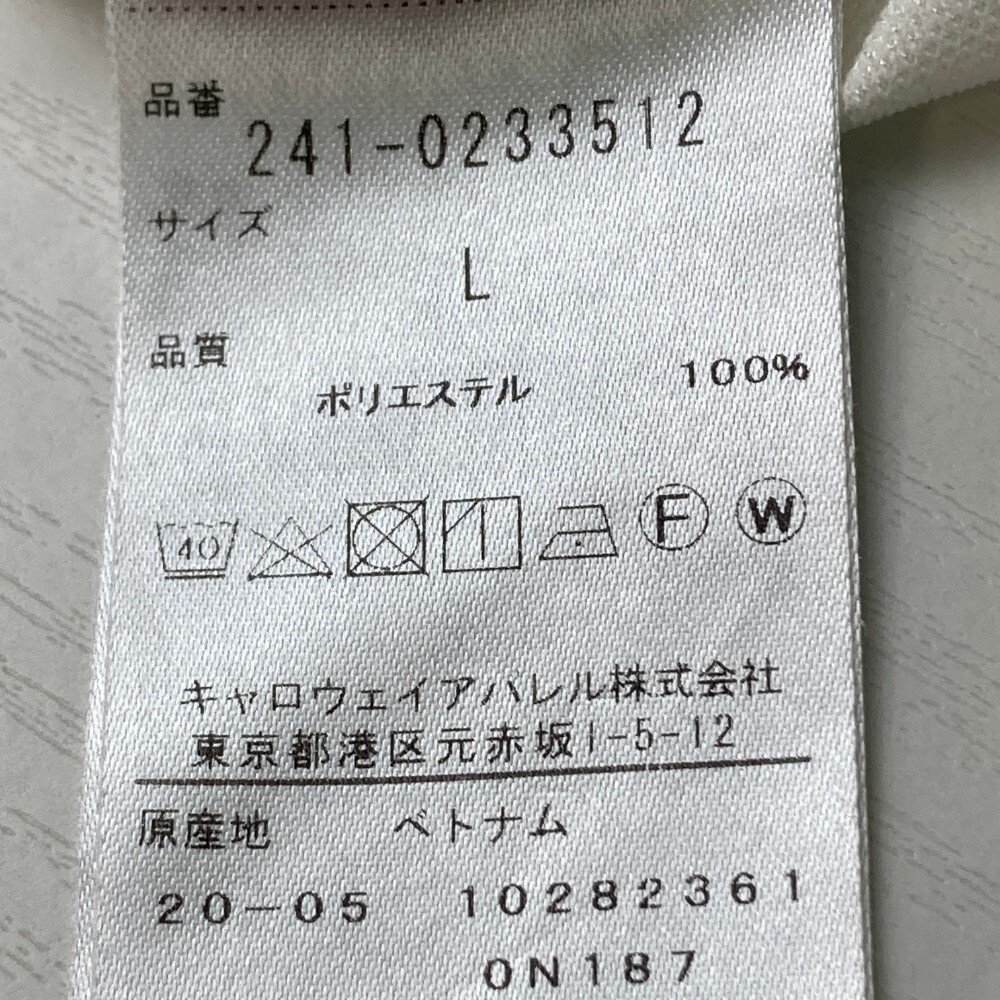 品番
241-0233512
サイズ
L
品質
ポリエステル 100%
40 F W
キャロウェイアパレル株式会社
東京都港区元赤坂1-5-12
原産地 ベトナム
20-05 10282361
0N187